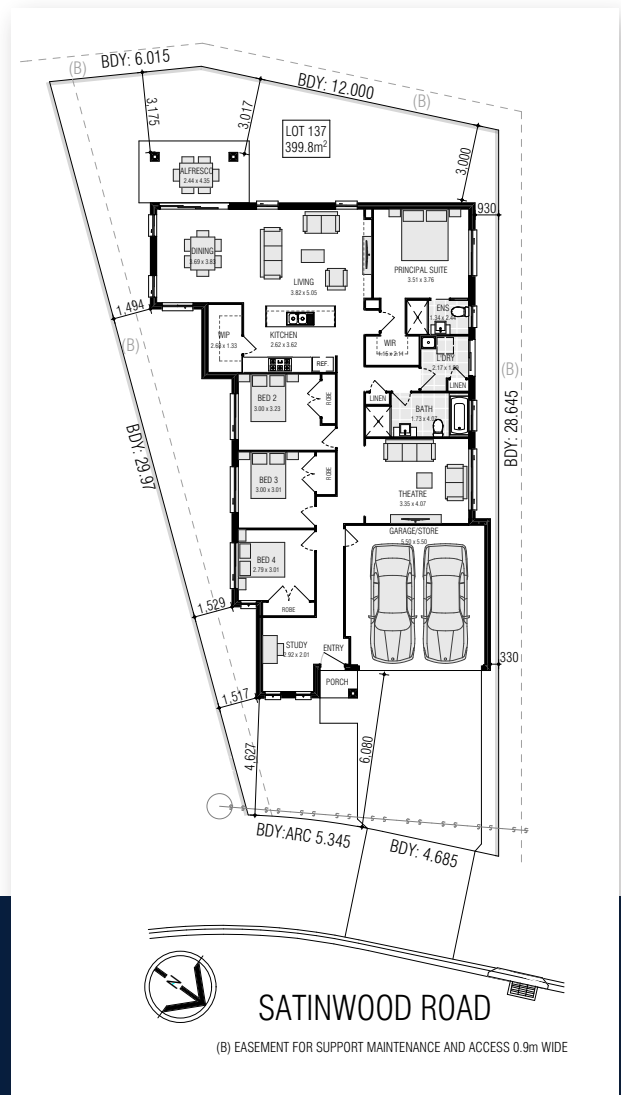 BDY: 6.015
(B)
BDY: 12.000
(B)
3,175
3,017
LOT 137
399.8m²
3,000
ALFRESCO
2.44 x 4.35
930
DINING
2.69 x 3.83
LIVING
3.82 x 5.05
PRINCIPAL SUITE
3.51 x 3.76
1,494
(B)
ENS
1.34 x 2.44
KITCHEN
2.62 x 3.62
WIP
WIR
L'DRY
(B)
REF.
LINEN
BED 2
3.00 x 3.23
ROBE
LINEN
BATH
BDY: 28.645
BDY: 29.97
BED 3
3.00 x 3.01
ROBE
THEATRE
3.35 x 4.07
GARAGE/STORE
5.50 x 5.50
BED 4
2.79 x 3.01
ROBE
1,529
STUDY
2.92 x 2.01
ENTRY
330
PORCH
1,517
4,627
6,080
BDY:ARC 5.345
BDY: 4.685
N
SATINWOOD ROAD
(B) EASEMENT FOR SUPPORT MAINTENANCE AND ACCESS 0.9m WIDE